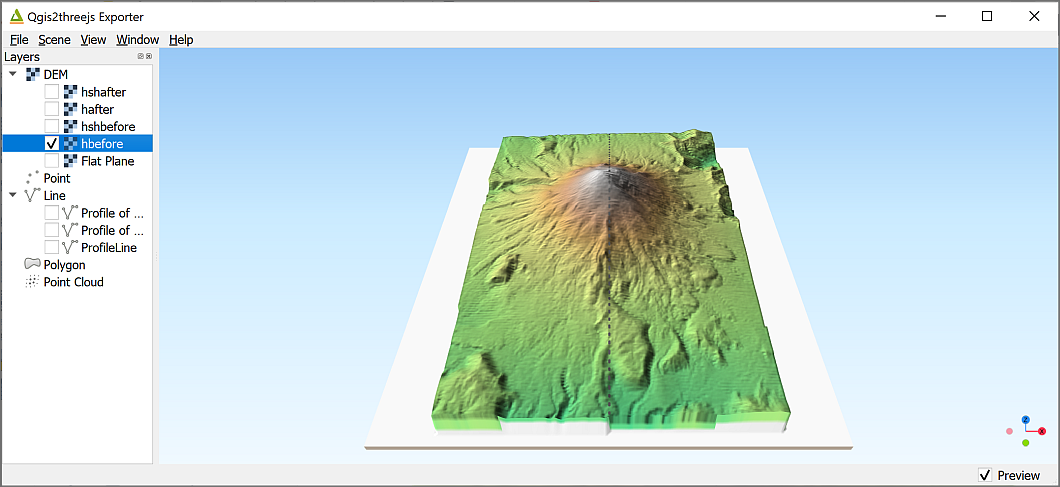 Qgis2threejs Exporter
File Scene View Window Help
Layers
DEM
hshafter
hafter
hshbefore
hbefore
Flat Plane
Point
Line
Profile of ...
Profile of ...
ProfileLine
Polygon
Point Cloud
Z
X
Preview